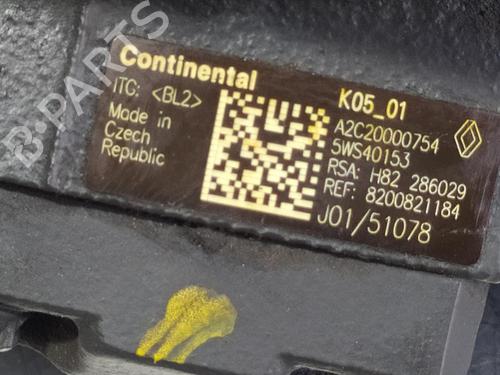 Continental
ITC: <BL2>
Made in
Czech
Republic
K05_01
A2C20000754
5WS40153
RSA: H82 286029
REF: 8200821184
J01/51078
B-PARTS